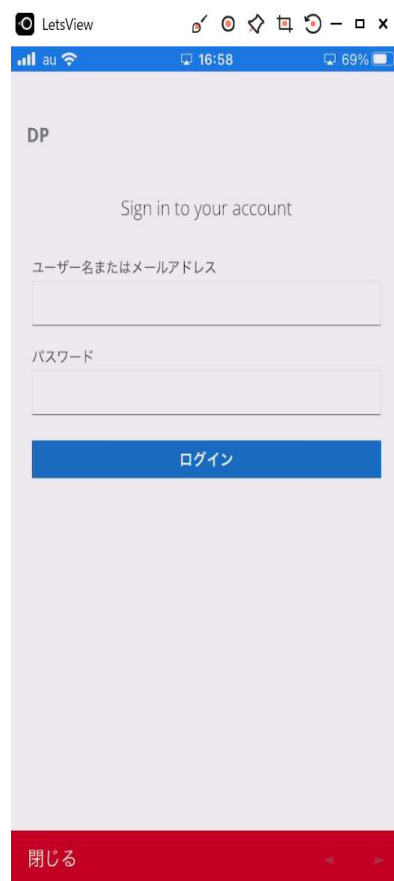 LetsView
au 16:58 69%
DP
Sign in to your account
ユーザー名またはメールアドレス
パスワード
ログイン
閉じる